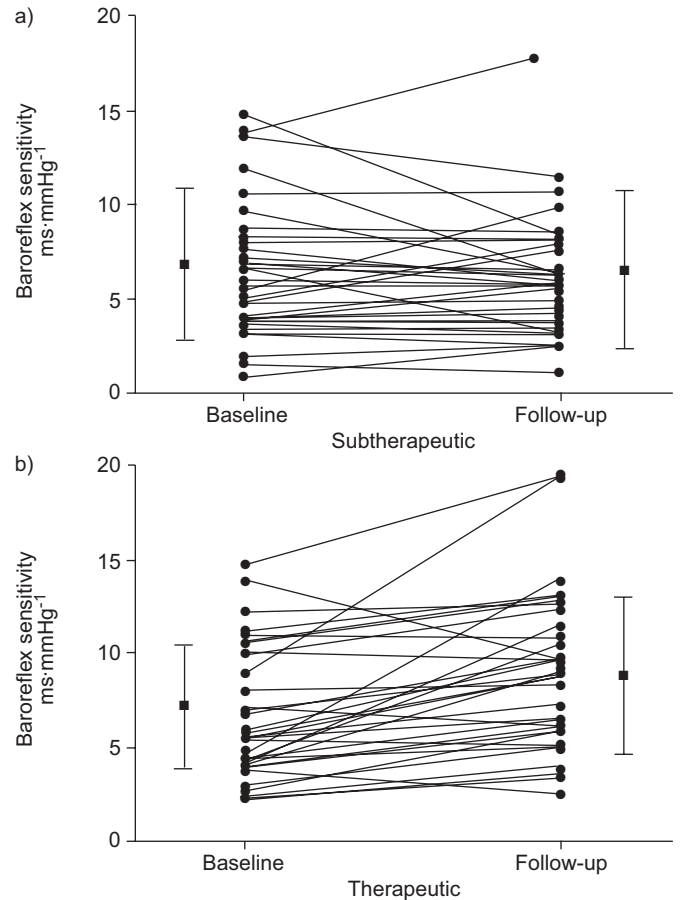 a)
Baroreflex sensitivity
ms·mmHg⁻¹
20
15
10
5
0
Baseline
Follow-up
Subtherapeutic
b)
Baroreflex sensitivity
ms·mmHg⁻¹
20
15
10
5
0
Baseline
Follow-up
Therapeutic